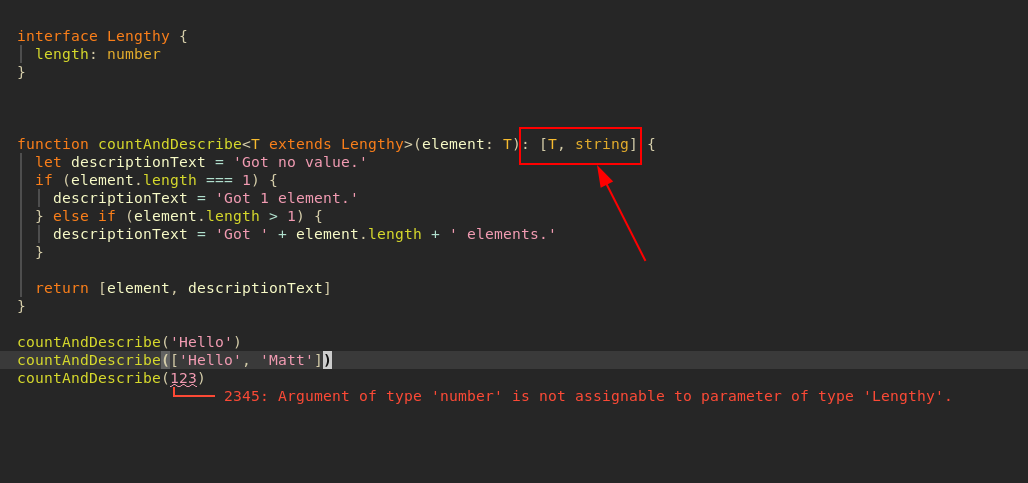 interface Lengthy {
  length: number
}
function countAndDescribe<T extends Lengthy>(element: T): [T, string] {
  let descriptionText = 'Got no value.'
  if (element.length === 1) {
    descriptionText = 'Got 1 element.'
  } else if (element.length > 1) {
    descriptionText = 'Got ' + element.length + ' elements.'
  }
  return [element, descriptionText]
}
countAndDescribe('Hello')
countAndDescribe(['Hello', 'Matt'])
countAndDescribe(123)
2345: Argument of type 'number' is not assignable to parameter of type 'Lengthy'.